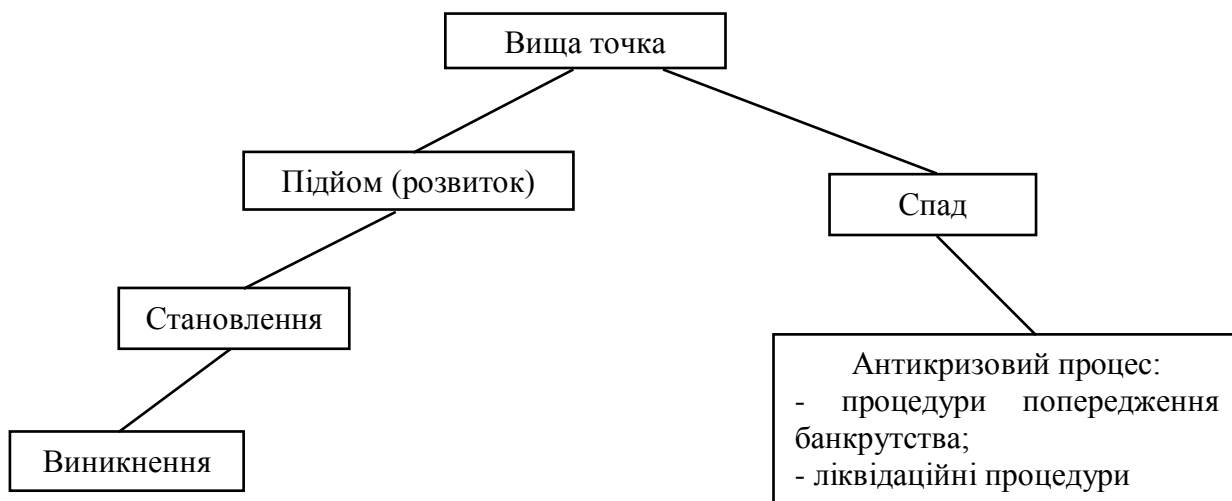 Вища точка
Підйом (розвиток)
Спад
Становлення
Антикризовий процес:
- процедури попередження
банкрутства;
- ліквідаційні процедури
Виникнення